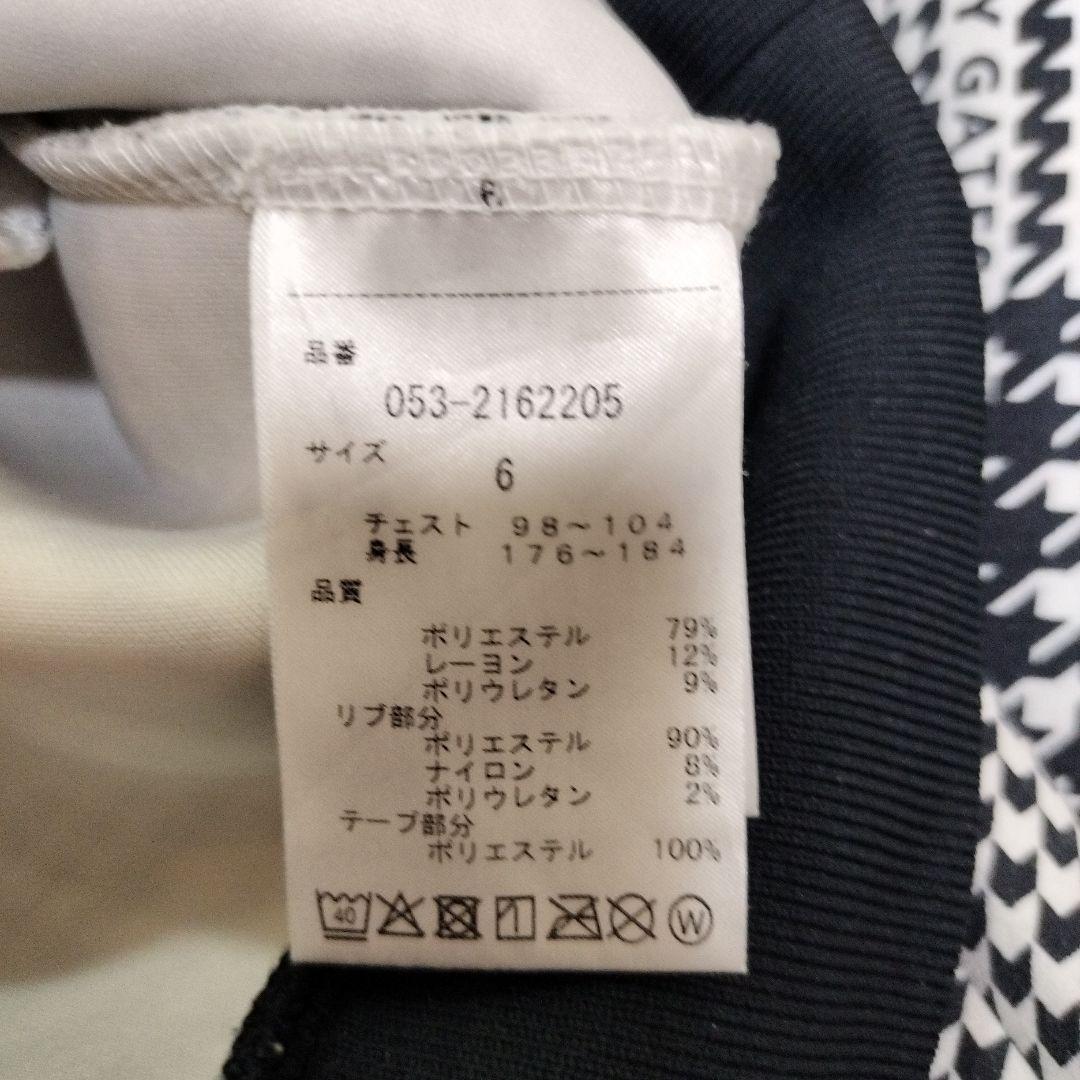 6
品番
053-2162205
サイズ
6
チェスト 98~104
身長 176~184
品質
ポリエステル 79%
レーヨン 12%
ポリウレタン 9%
リブ部分
ポリエステル 90%
ナイロン 8%
ポリウレタン 2%
テープ部分
ポリエステル 100%
40
W
Y GATES